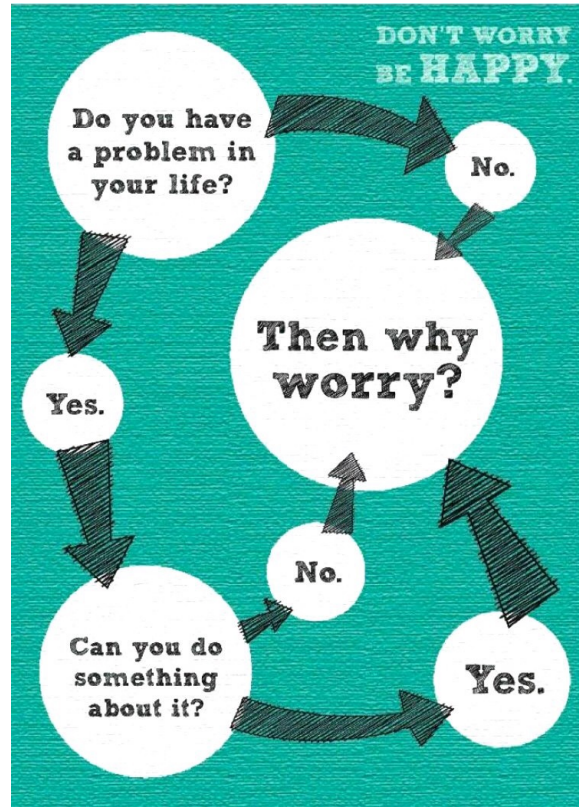 DON'T WORRY
BE HAPPY.
Do you have
a problem in
your life?
No.
Then why
worry?
Yes.
No.
Can you do
something
about it?
Yes.